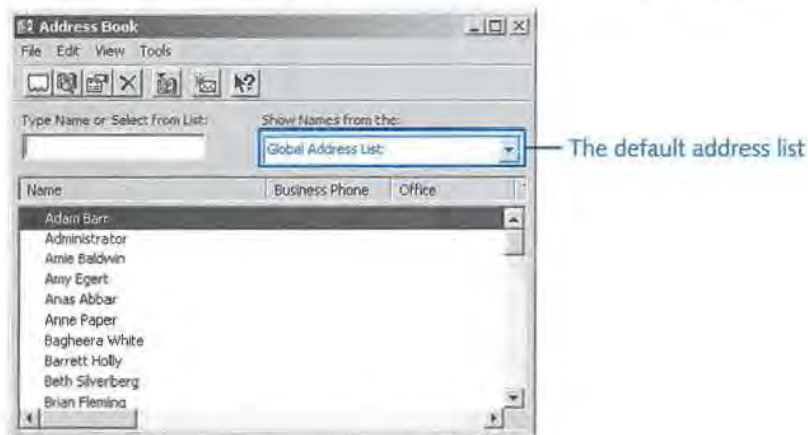 Address Book
File Edit View Tools
Type Name or Select from List: Show Names from the:
Global Address List
The default address list
Name Business Phone Office
Adam Barr
Administrator
Amie Baldwin
Amy Egert
Anas Abbar
Anne Paper
Bagheera White
Barrett Holly
Beth Silverberg
Brian Fleming